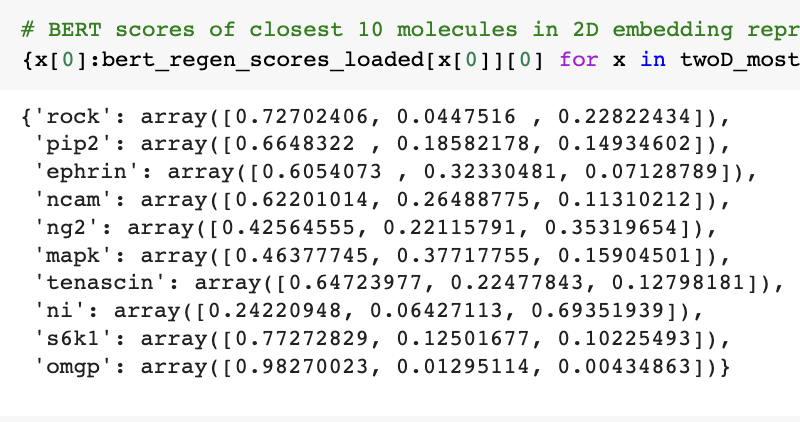 # BERT scores of closest 10 molecules in 2D embedding repr
{x[0]:bert_regen_scores_loaded[x[0]][0] for x in twoD_most
{'rock': array([0.72702406, 0.0447516 , 0.22822434]),
'pip2': array([0.6648322 , 0.18582178, 0.14934602]),
'ephrin': array([0.6054073 , 0.32330481, 0.07128789]),
'ncam': array([0.62201014, 0.26488775, 0.11310212]),
'ng2': array([0.42564555, 0.22115791, 0.35319654]),
'mapk': array([0.46377745, 0.37717755, 0.15904501]),
'tenascin': array([0.64723977, 0.22477843, 0.12798181]),
'ni': array([0.24220948, 0.06427113, 0.69351939]),
's6k1': array([0.77272829, 0.12501677, 0.10225493]),
'omgp': array([0.98270023, 0.01295114, 0.00434863])}